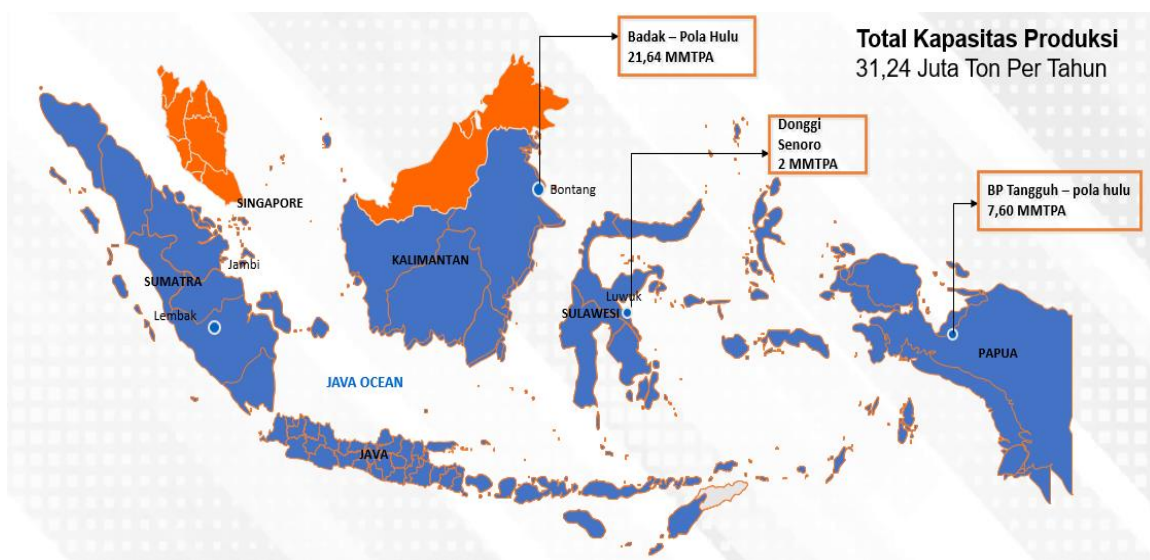 Total Kapasitas Produksi
31,24 Juta Ton Per Tahun
Badak – Pola Hulu
21,64 MMTPA
Donggi
Senoro
2 MMTPA
BP Tangguh – pola hulu
7,60 MMTPA
Bontang
SINGAPORE
KALIMANTAN
Jambi
SUMATRA
Lembak
Luwuk
SULAWESI
PAPUA
JAVA OCEAN
JAVA